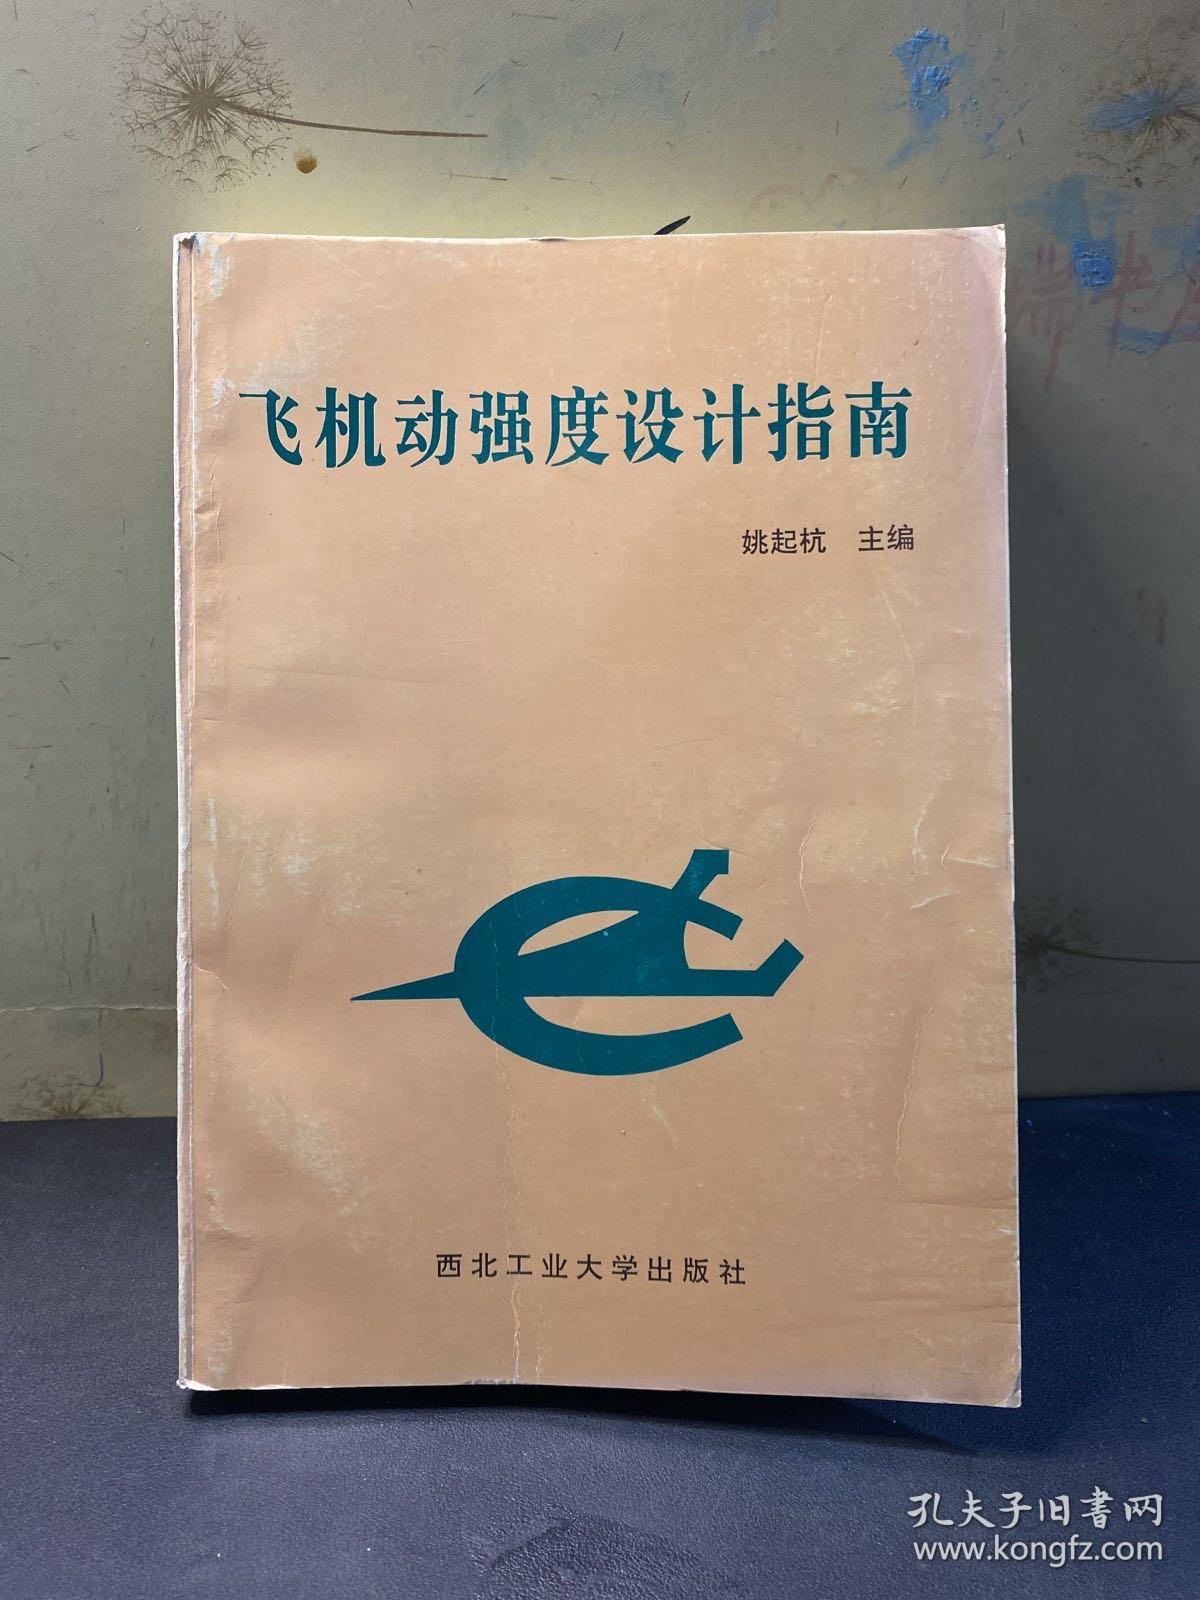 飞机动强度设计指南
姚起杭 主编
西北工业大学出版社
孔夫子旧書网
www.kongfz.com